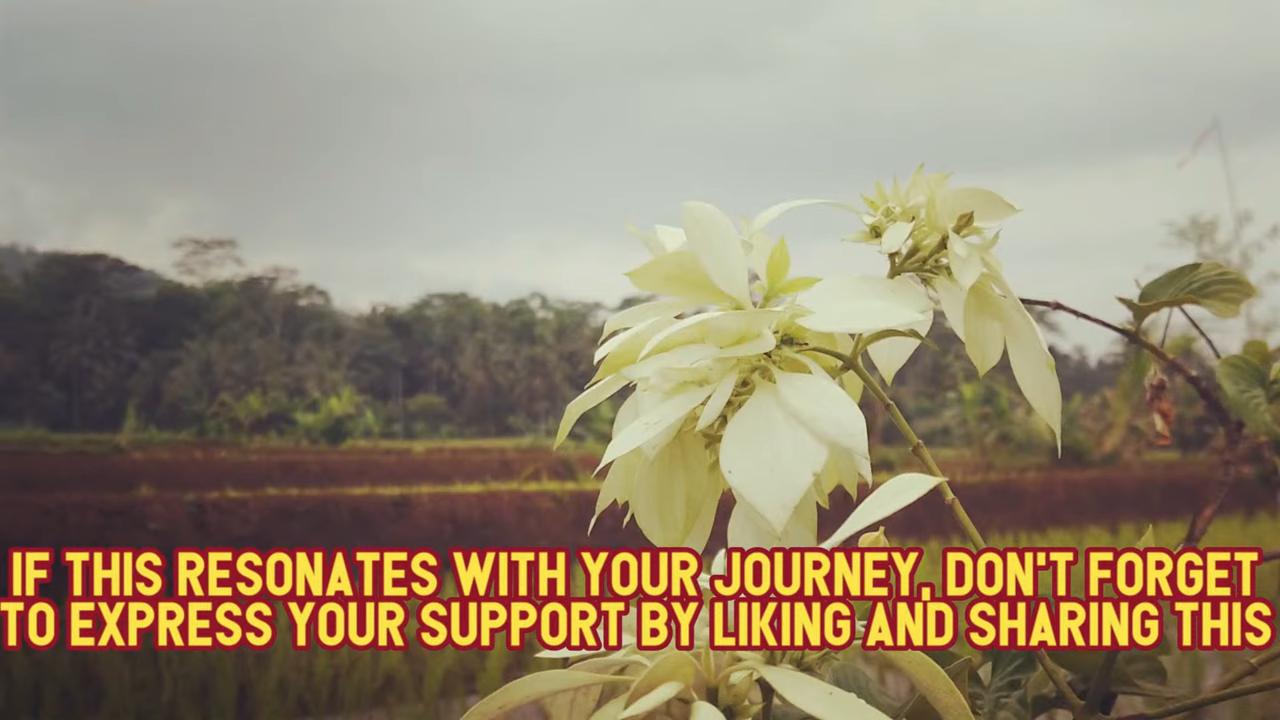 IF THIS RESONATES WITH YOUR JOURNEY, DON'T FORGET
TO EXPRESS YOUR SUPPORT BY LIKING AND SHARING THIS